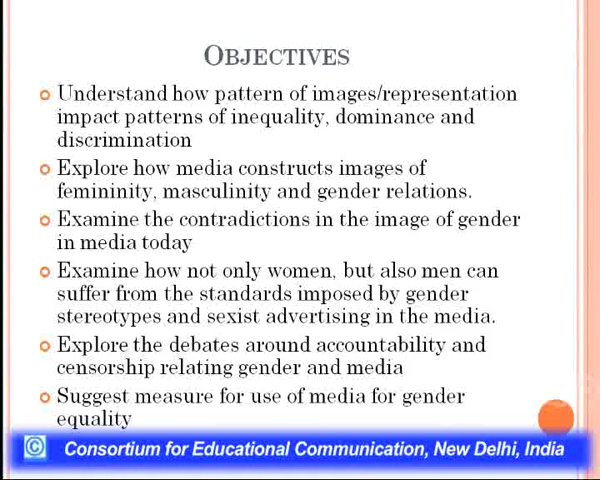 OBJECTIVES
Understand how pattern of images/representation
impact patterns of inequality, dominance and
discrimination
Explore how media constructs images of
femininity, masculinity and gender relations.
Examine the contradictions in the image of gender
in media today
Examine how not only women, but also men can
suffer from the standards imposed by gender
stereotypes and sexist advertising in the media.
Explore the debates around accountability and
censorship relating gender and media
Suggest measure for use of media for gender
equality
© Consortium for Educational Communication, New Delhi, India